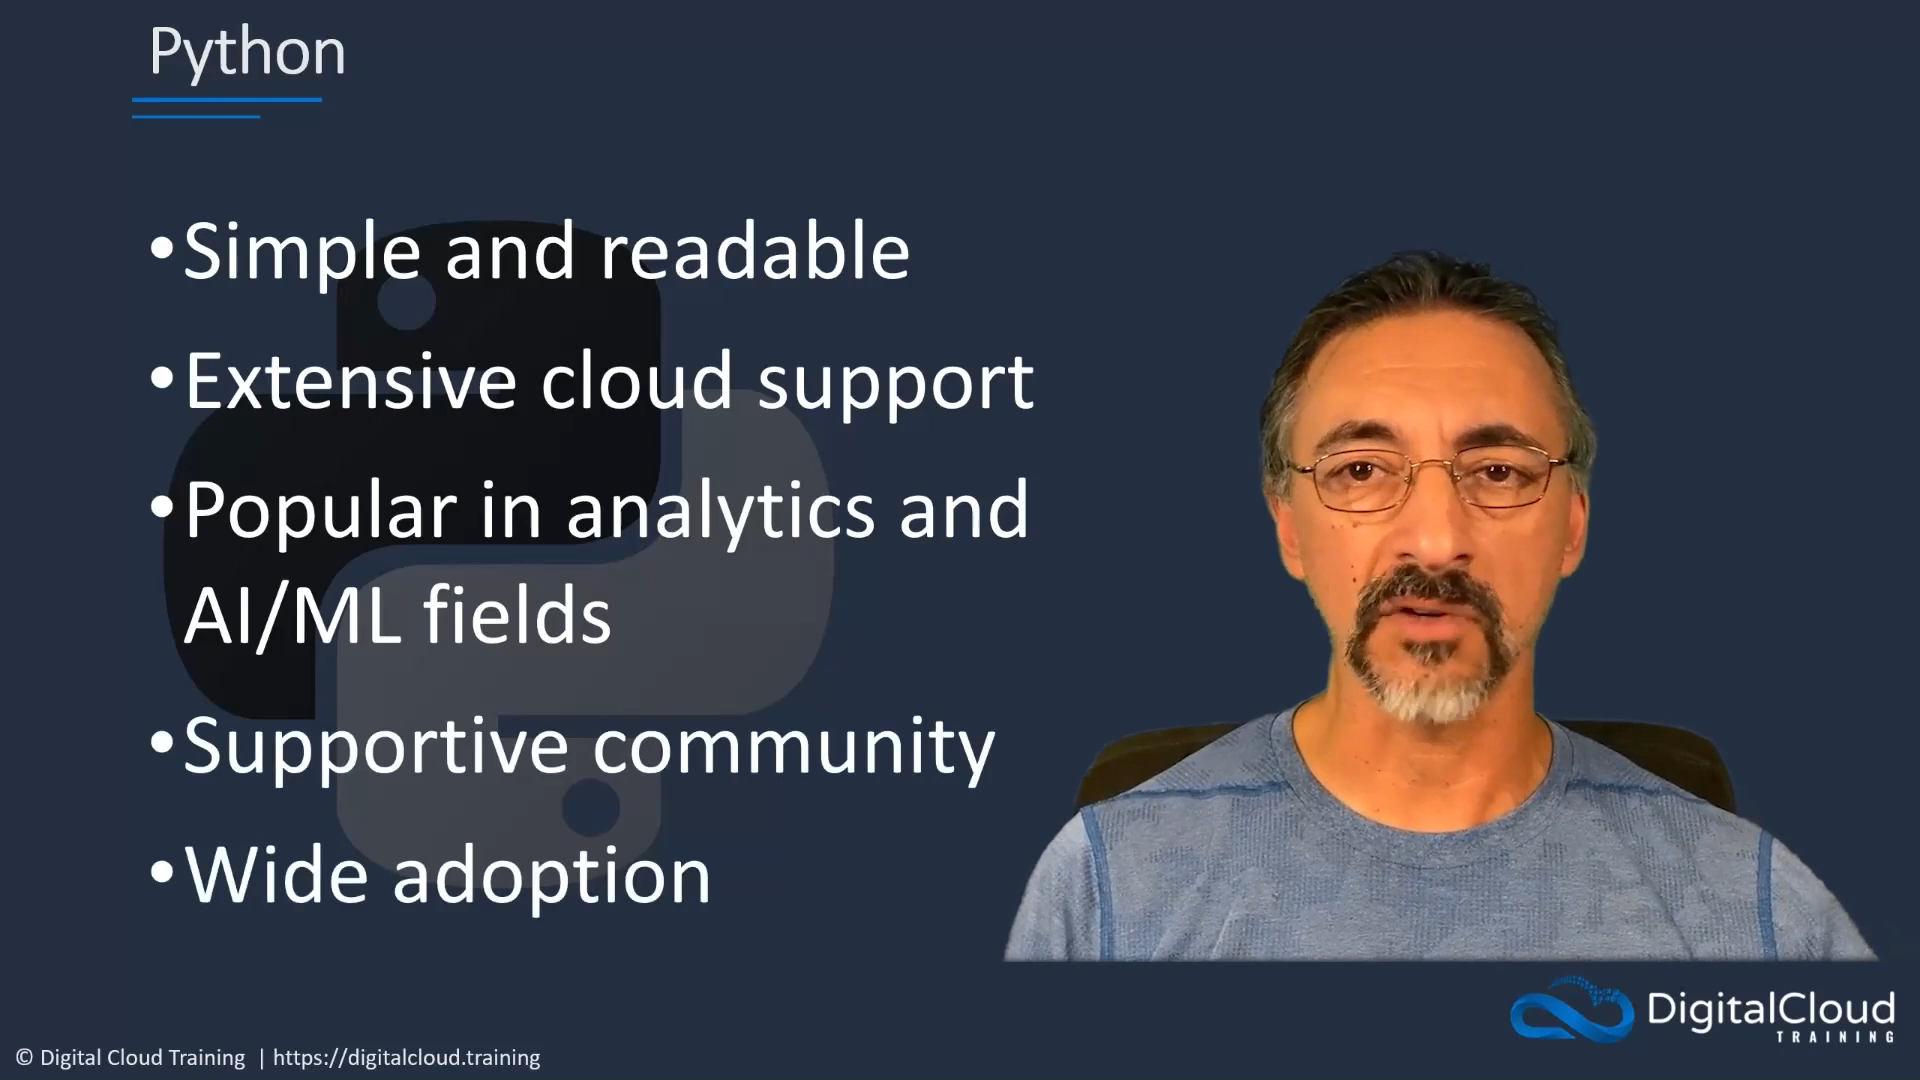 Python
•Simple and readable
•Extensive cloud support
•Popular in analytics and
AI/ML fields
•Supportive community
•Wide adoption
DigitalCloud
TRAINING
© Digital Cloud Training | https://digitalcloud.training